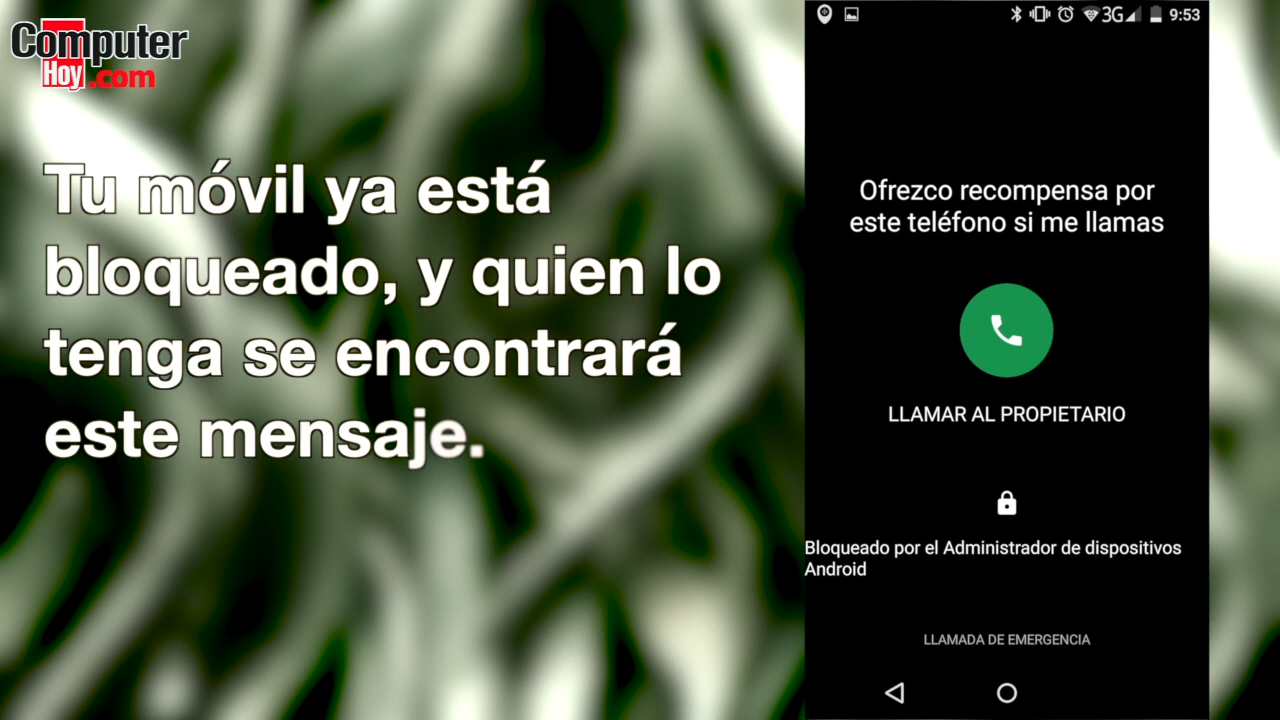 Computer
Hoy.com
Tu móvil ya está
bloqueado, y quien lo
tenga se encontrará
este mensaje.
3G 9:53
Ofrezco recompensa por
este teléfono si me llamas
LLAMAR AL PROPIETARIO
Bloqueado por el Administrador de dispositivos
Android
LLAMADA DE EMERGENCIA